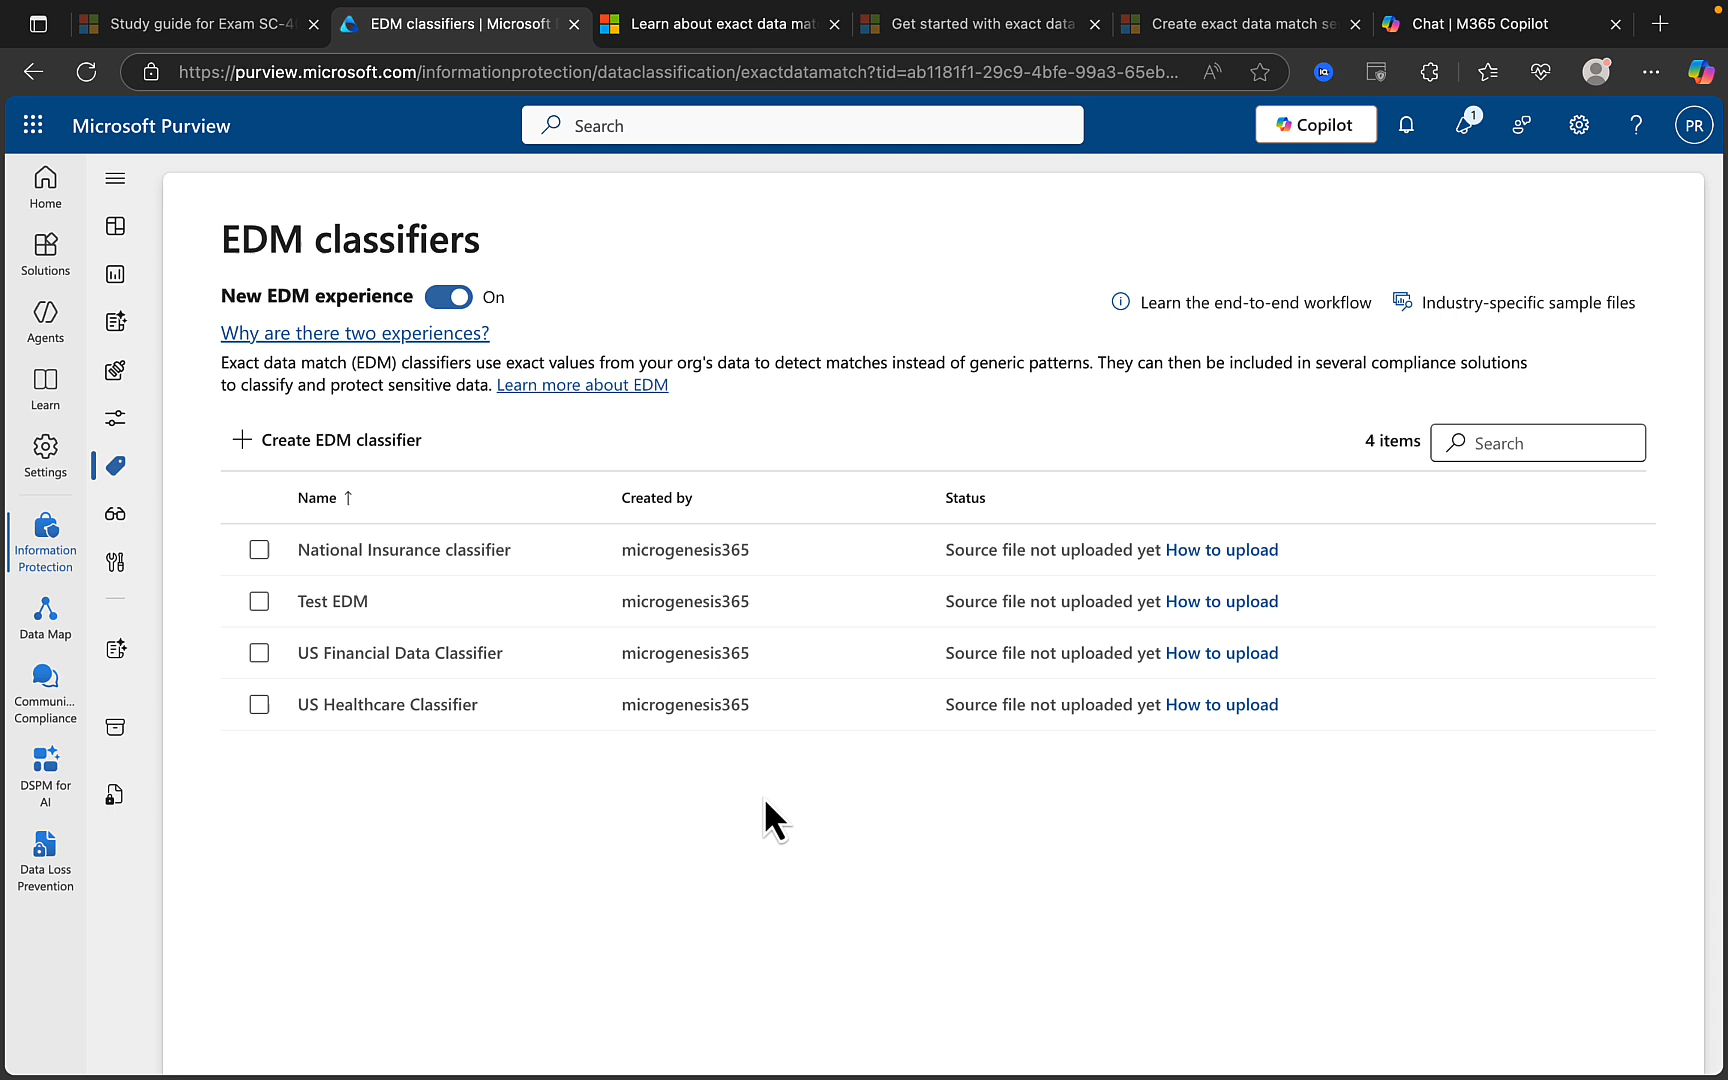 Study guide for Exam SC-4
EDM classifiers | Microsoft
Learn about exact data mat
Get started with exact data
Create exact data match se
Chat | M365 Copilot
https://purview.microsoft.com/informationprotection/dataclassification/exactdatamatch?tid=ab1181f1-29c9-4bfe-99a3-65eb...
Microsoft Purview
Search
Copilot
1
PR
Home
Solutions
Agents
Learn
Settings
Information
Protection
Data Map
Communi...
Compliance
DSPM for
AI
Data Loss
Prevention
EDM classifiers
New EDM experience On
Learn the end-to-end workflow
Industry-specific sample files
Why are there two experiences?
Exact data match (EDM) classifiers use exact values from your org's data to detect matches instead of generic patterns. They can then be included in several compliance solutions
to classify and protect sensitive data. Learn more about EDM
Create EDM classifier
4 items
Search
Name ↑ Created by Status
National Insurance classifier microgenesis365 Source file not uploaded yet How to upload
Test EDM microgenesis365 Source file not uploaded yet How to upload
US Financial Data Classifier microgenesis365 Source file not uploaded yet How to upload
US Healthcare Classifier microgenesis365 Source file not uploaded yet How to upload